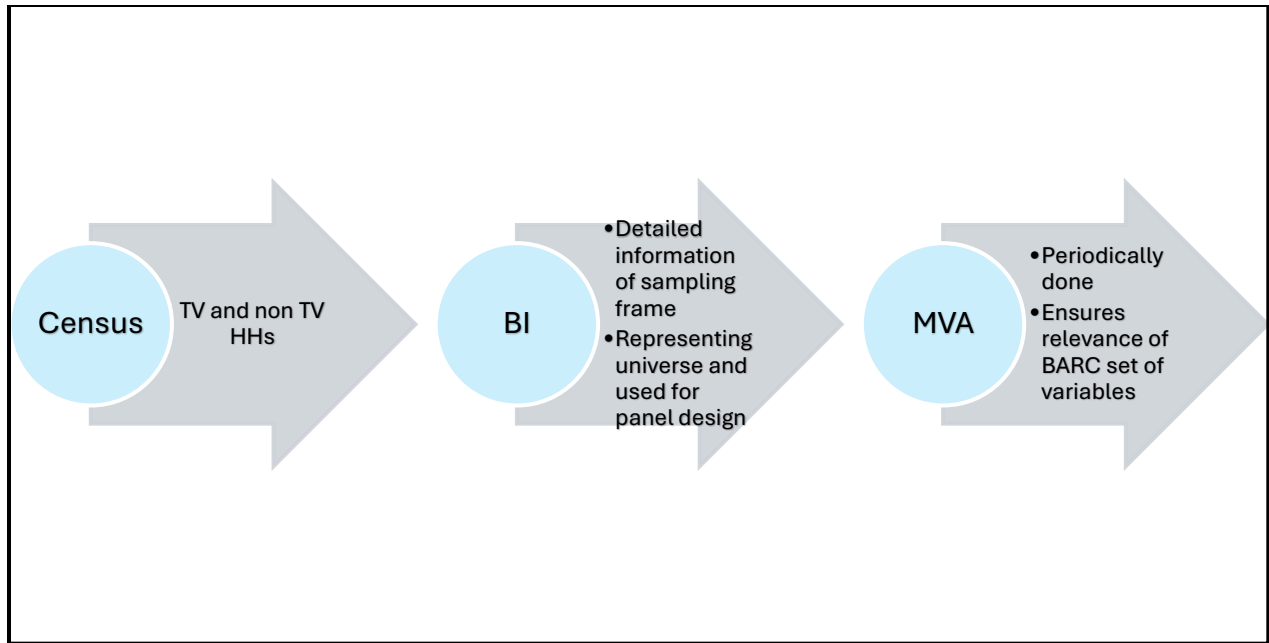 Census
TV and non TV
HHs
BI
•Detailed
information
of sampling
frame
•Representing
universe and
used for
panel design
MVA
•Periodically
done
•Ensures
relevance of
BARC set of
variables